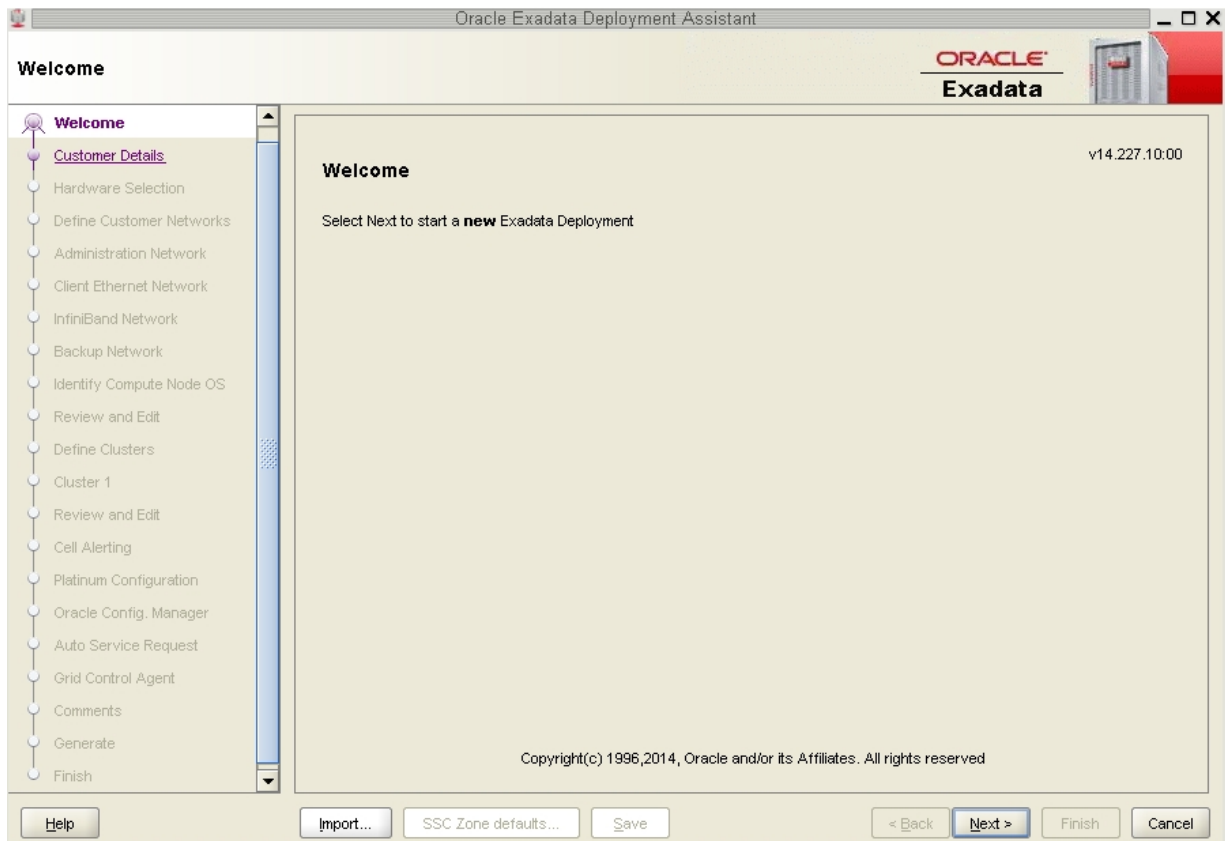 Oracle Exadata Deployment Assistant
Welcome
ORACLE
Exadata
Welcome
Customer Details
Hardware Selection
Define Customer Networks
Administration Network
Client Ethernet Network
InfiniBand Network
Backup Network
Identify Compute Node OS
Review and Edit
Define Clusters
Cluster 1
Review and Edit
Cell Alerting
Platinum Configuration
Oracle Config. Manager
Auto Service Request
Grid Control Agent
Comments
Generate
Finish
v14.227.10:00
Welcome
Select Next to start a new Exadata Deployment
Copyright(c) 1996,2014, Oracle and/or its Affiliates. All rights reserved
Help
Import...
SSC Zone defaults...
Save
< Back
Next >
Finish
Cancel